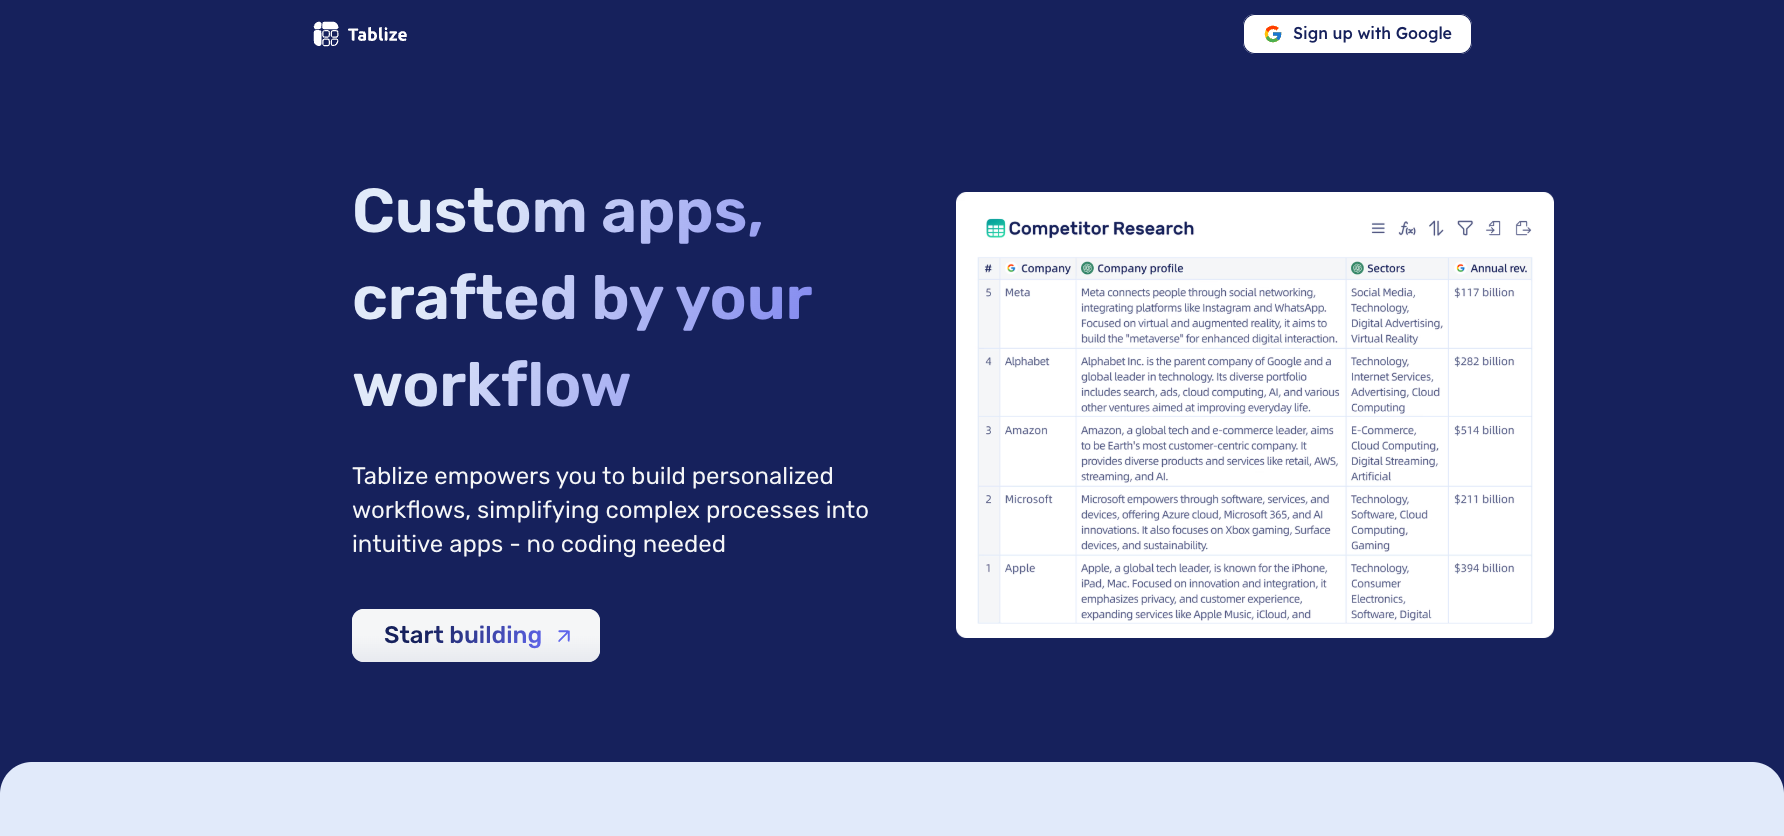 Tablize
Sign up with Google
Custom apps,
crafted by your
workflow
Tablize empowers you to build personalized
workflows, simplifying complex processes into
intuitive apps - no coding needed
Start building
Competitor Research
f(x)
# Company Company profile Sectors Annual rev.
5 Meta
Meta connects people through social networking,
integrating platforms like Instagram and WhatsApp.
Focused on virtual and augmented reality, it aims to
build the "metaverse" for enhanced digital interaction.
Social Media,
Technology,
Digital Advertising,
Virtual Reality
$117 billion
4 Alphabet
Alphabet Inc. is the parent company of Google and a
global leader in technology. Its diverse portfolio
includes search, ads, cloud computing, AI, and various
other ventures aimed at improving everyday life.
Technology,
Internet Services,
Advertising, Cloud
Computing
$282 billion
3 Amazon
Amazon, a global tech and e-commerce leader, aims
to be Earth's most customer-centric company. It
provides diverse products and services like retail, AWS,
streaming, and AI.
E-Commerce,
Cloud Computing,
Digital Streaming,
Artificial
$514 billion
2 Microsoft
Microsoft empowers through software, services, and
devices, offering Azure cloud, Microsoft 365, and AI
innovations. It also focuses on Xbox gaming, Surface
devices, and sustainability.
Technology,
Software, Cloud
Computing,
Gaming
$211 billion
1 Apple
Apple, a global tech leader, is known for the iPhone,
iPad, Mac. Focused on innovation and integration, it
emphasizes privacy, and customer experience,
expanding services like Apple Music, iCloud, and
Technology,
Consumer
Electronics,
Software, Digital
$394 billion